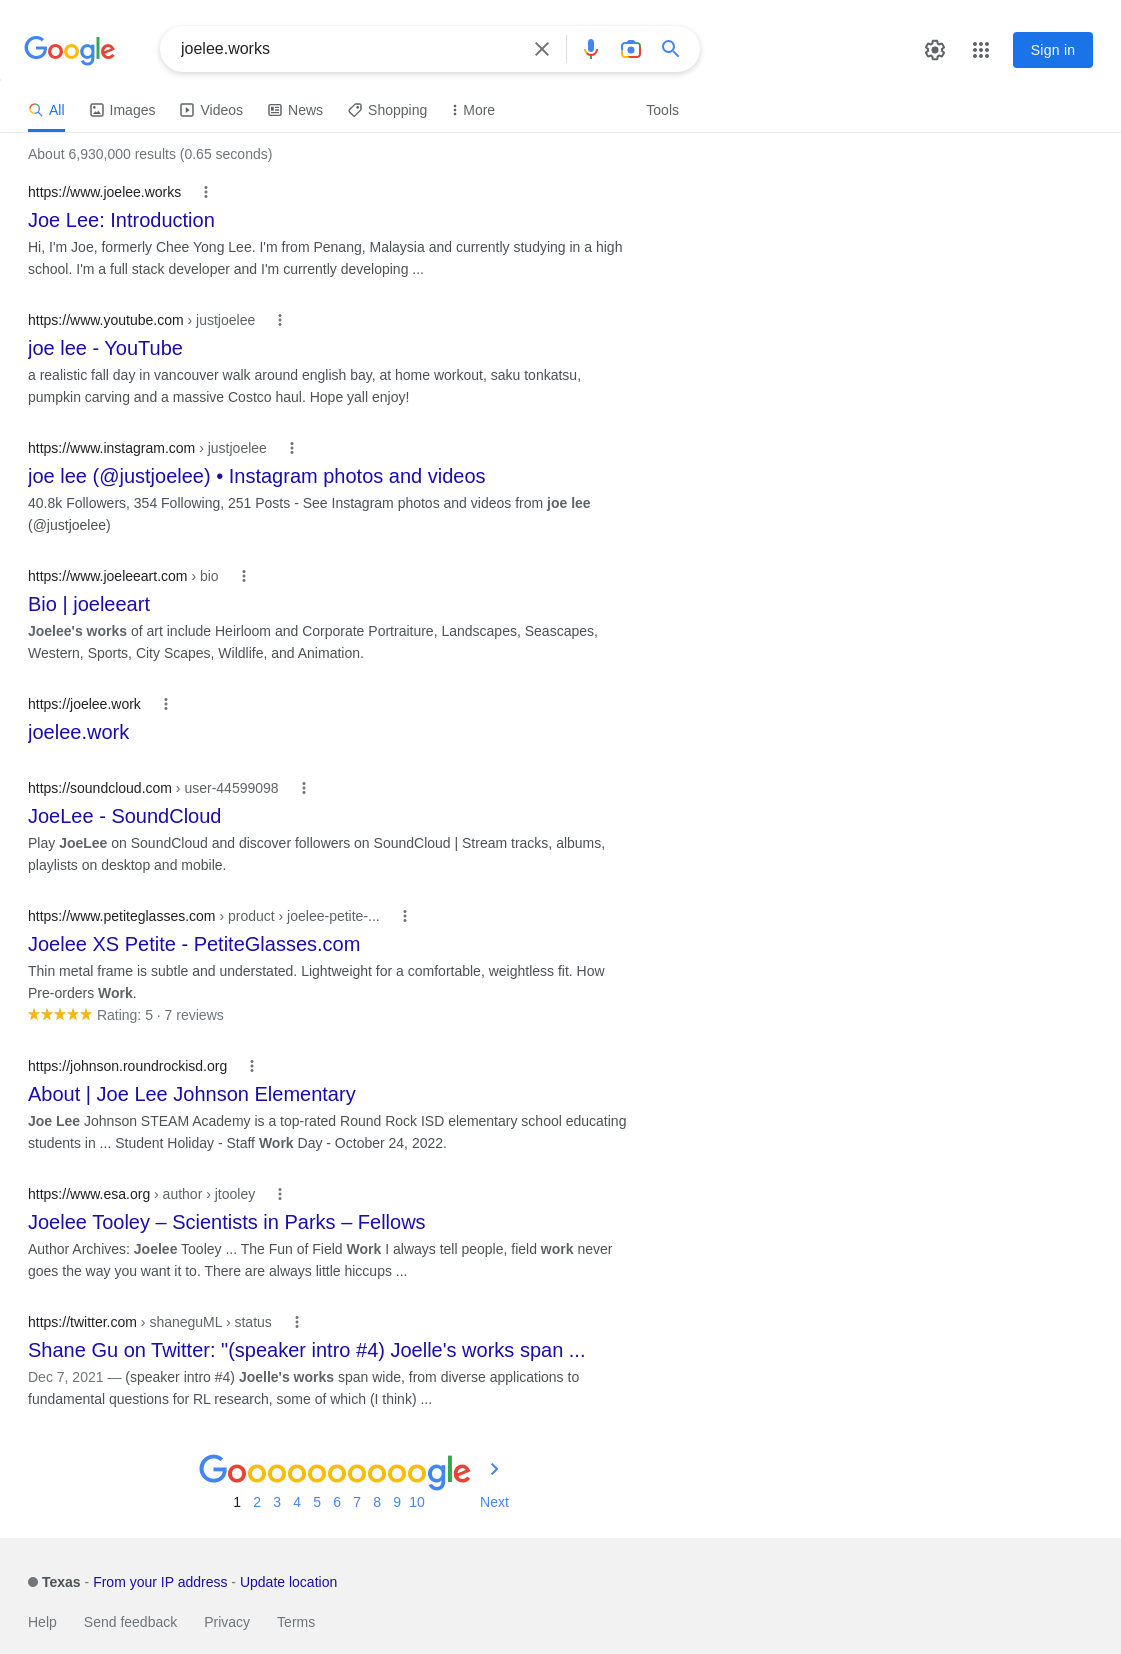 Google
joelee.works
Sign in
All Images Videos News Shopping More Tools
About 6,930,000 results (0.65 seconds)
https://www.joelee.works
Joe Lee: Introduction
Hi, I'm Joe, formerly Chee Yong Lee. I'm from Penang, Malaysia and currently studying in a high
school. I'm a full stack developer and I'm currently developing ...
https://www.youtube.com › justjoelee
joe lee - YouTube
a realistic fall day in vancouver walk around english bay, at home workout, saku tonkatsu,
pumpkin carving and a massive Costco haul. Hope yall enjoy!
https://www.instagram.com › justjoelee
joe lee (@justjoelee) • Instagram photos and videos
40.8k Followers, 354 Following, 251 Posts - See Instagram photos and videos from joe lee
(@justjoelee)
https://www.joeleeart.com › bio
Bio | joeleeart
Joelee's works of art include Heirloom and Corporate Portraiture, Landscapes, Seascapes,
Western, Sports, City Scapes, Wildlife, and Animation.
https://joelee.work
joelee.work
https://soundcloud.com › user-44599098
JoeLee - SoundCloud
Play JoeLee on SoundCloud and discover followers on SoundCloud | Stream tracks, albums,
playlists on desktop and mobile.
https://www.petiteglasses.com › product › joelee-petite-...
Joelee XS Petite - PetiteGlasses.com
Thin metal frame is subtle and understated. Lightweight for a comfortable, weightless fit. How
Pre-orders Work.
Rating: 5 · 7 reviews
https://johnson.roundrockisd.org
About | Joe Lee Johnson Elementary
Joe Lee Johnson STEAM Academy is a top-rated Round Rock ISD elementary school educating
students in ... Student Holiday - Staff Work Day - October 24, 2022.
https://www.esa.org › author › jtooley
Joelee Tooley – Scientists in Parks – Fellows
Author Archives: Joelee Tooley ... The Fun of Field Work I always tell people, field work never
goes the way you want it to. There are always little hiccups ...
https://twitter.com › shaneguML › status
Shane Gu on Twitter: "(speaker intro #4) Joelle's works span ...
Dec 7, 2021 — (speaker intro #4) Joelle's works span wide, from diverse applications to
fundamental questions for RL research, some of which (I think) ...
Goooooooooogle
1 2 3 4 5 6 7 8 9 10 Next
Texas - From your IP address - Update location
Help Send feedback Privacy Terms